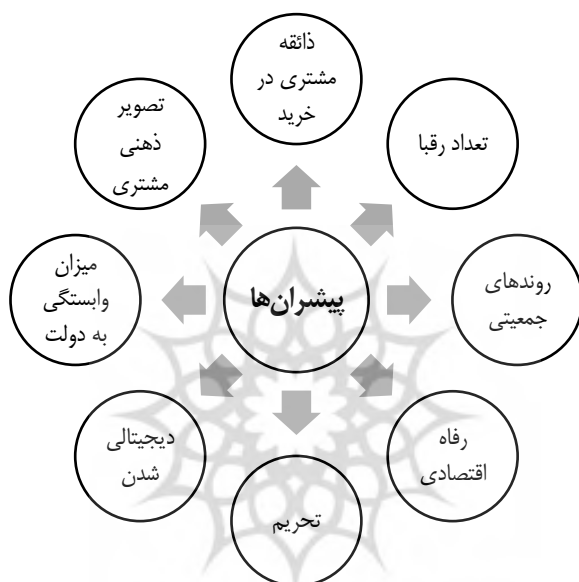 ذائقه
مشتری در
خرید
تعداد رقبا
روندهای
جمعیتی
رفاه
اقتصادی
تحریم
دیجیتالی
شدن
میزان
وابستگی
به دولت
تصویر
ذهنی
مشتری
پیشران‌ها